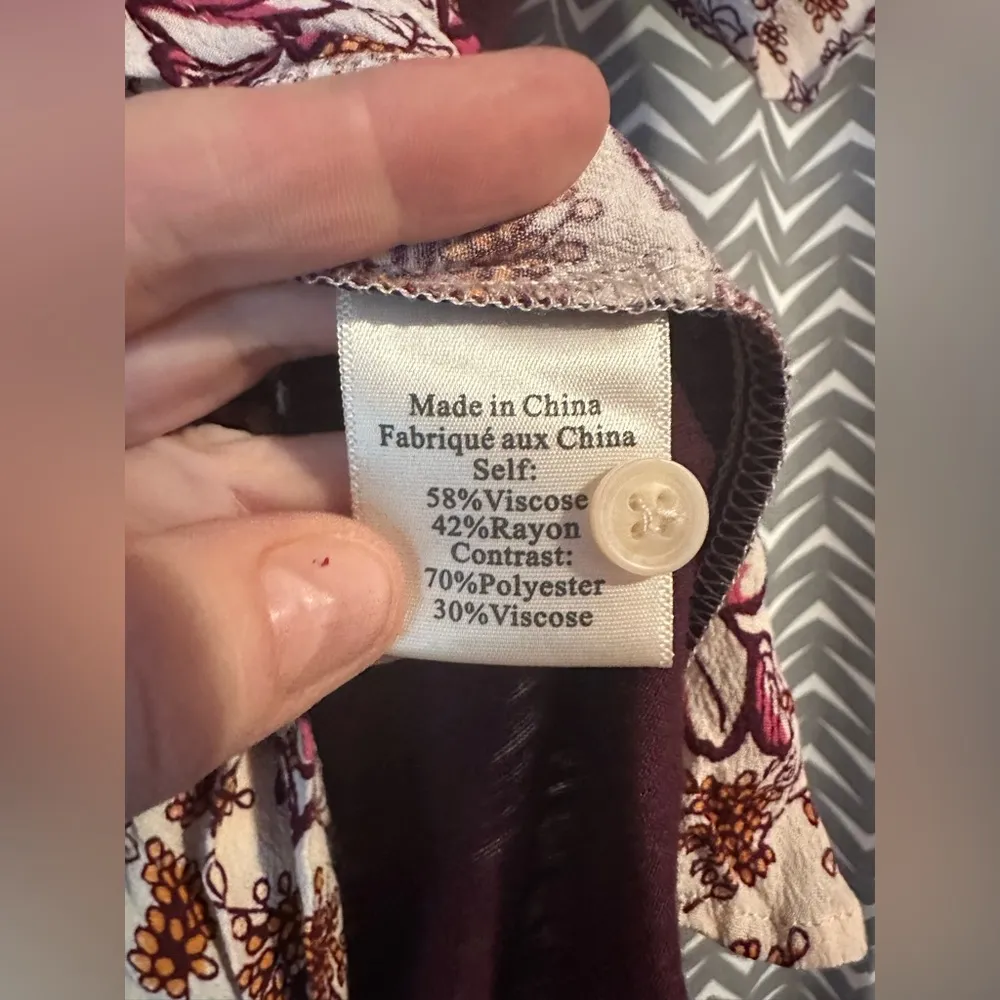 Made in China
Fabriqué aux China
Self:
58%Viscose
42%Rayon
Contrast:
70%Polyester
30%Viscose